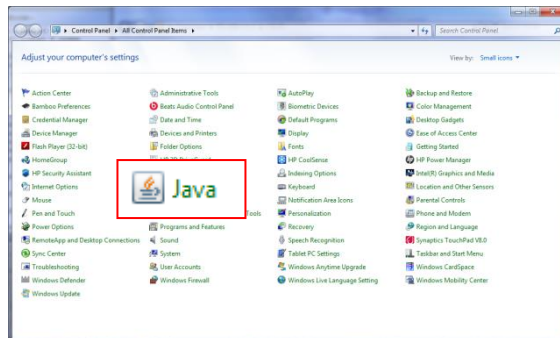 Control Panel ▸ All Control Panel Items ▸
Search Control Panel
Adjust your computer's settings
View by: Small icons
Action Center
Administrative Tools
AutoPlay
Backup and Restore
Bamboo Preferences
Beats Audio Control Panel
Biometric Devices
Color Management
Credential Manager
Date and Time
Default Programs
Desktop Gadgets
Device Manager
Devices and Printers
Display
Ease of Access Center
Flash Player (32-bit)
Folder Options
Fonts
Getting Started
HomeGroup
HP CoolSense
HP Power Manager
HP Security Assistant
Java
Indexing Options
Intel(R) Graphics and Media
Internet Options
Keyboard
Location and Other Sensors
Mouse
Notification Area Icons
Parental Controls
Pen and Touch
Tools
Personalization
Phone and Modem
Power Options
Programs and Features
Recovery
Region and Language
RemoteApp and Desktop Connections
Sound
Speech Recognition
Synaptics TouchPad V8.0
Sync Center
System
Tablet PC Settings
Taskbar and Start Menu
Troubleshooting
User Accounts
Windows Anytime Upgrade
Windows CardSpace
Windows Defender
Windows Firewall
Windows Live Language Setting
Windows Mobility Center
Windows Update